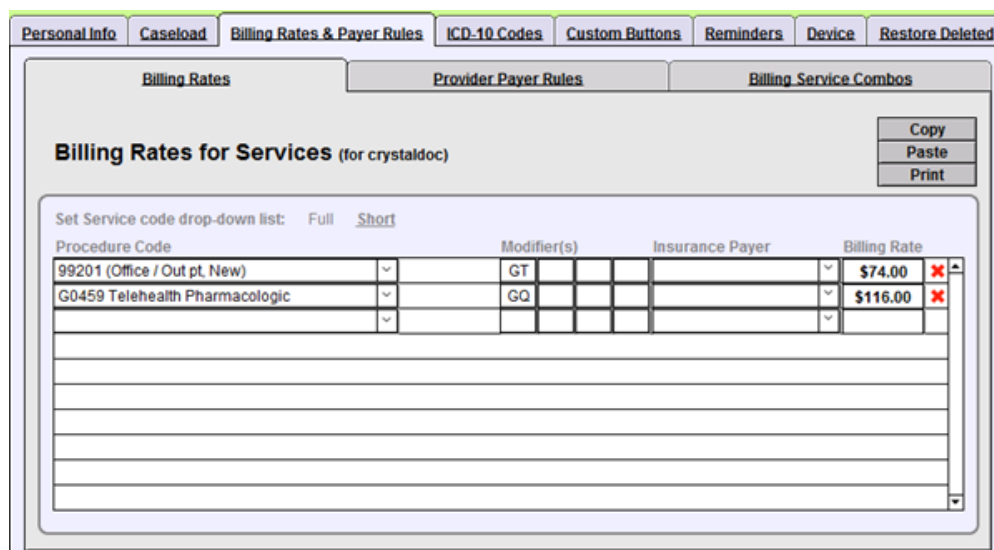 Personal Info Caseload Billing Rates & Payer Rules ICD-10 Codes Custom Buttons Reminders Device Restore Deleted
Billing Rates Provider Payer Rules Billing Service Combos
Copy
Billing Rates for Services (for crystaldoc) Paste
Print
Set Service code drop-down list: Full Short
Procedure Code Modifier(s) Insurance Payer Billing Rate
99201 (Office / Out pt, New) GT $74.00
G0459 Telehealth Pharmacologic GQ $116.00